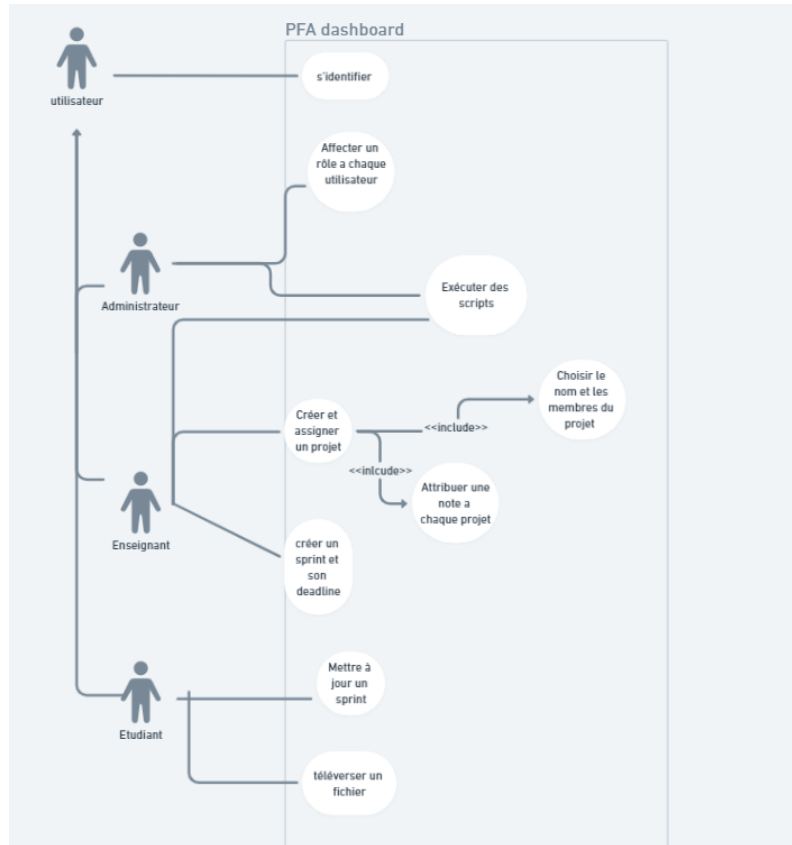 PFA dashboard
utilisateur
s'identifier
Affecter un
rôle a chaque
utilisateur
Administrateur
Exécuter des
scripts
Choisir le
nom et les
membres du
projet
Créer et
assigner
un projet
<<include>>
<<inlcude>>
Attribuer une
note a
chaque projet
Enseignant
créer un
sprint et
son
deadline
Mettre à
jour un
sprint
Etudiant
téléverser un
fichier